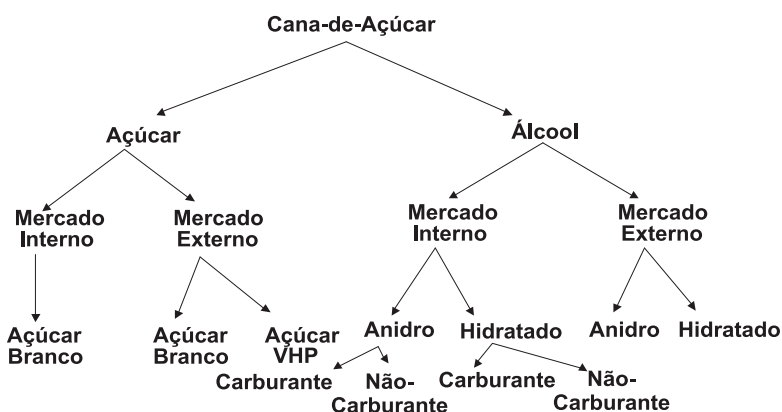 Cana-de-Açúcar
Açúcar
Álcool
Mercado
Interno
Mercado
Externo
Mercado
Interno
Mercado
Externo
Açúcar
Branco
Açúcar
Branco
Açúcar
VHP
Anidro
Hidratado
Anidro
Hidratado
Carburante
Não-
Carburante
Carburante
Não-
Carburante